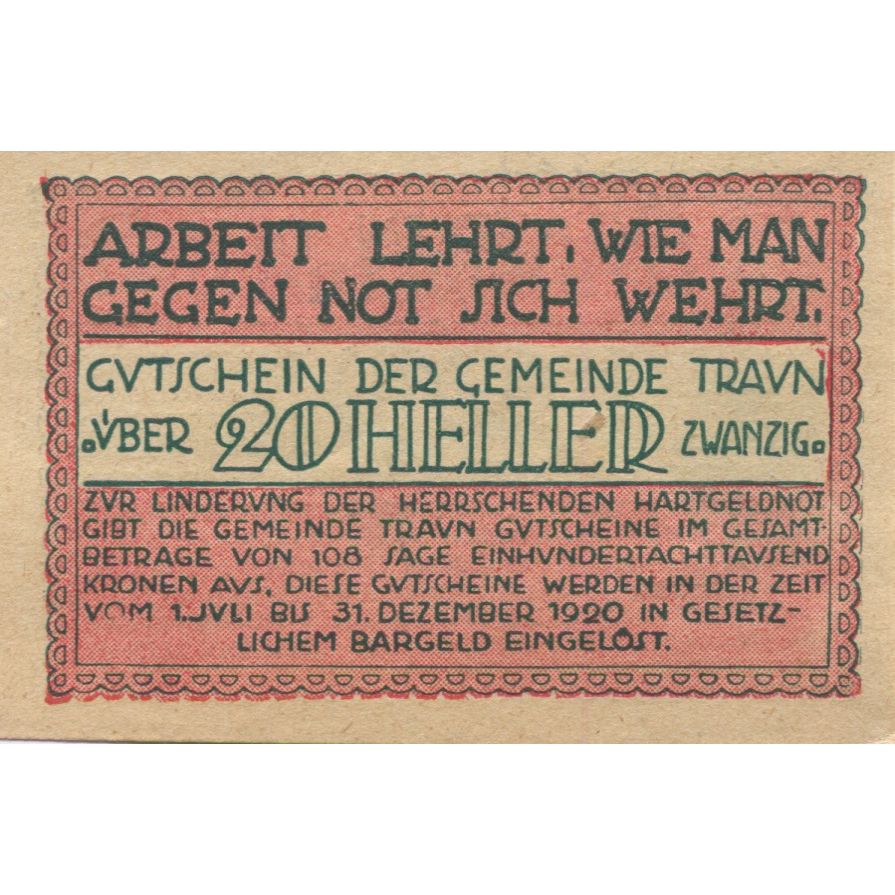 ARBEIT LEHRT, WIE MAN
GEGEN NOT SICH WEHRT.
GVTSCHEIN DER GEMEINDE TRAVN
ÜBER 20 HELLER ZWANZIG
ZVR LINDERVNG DER HERRSCHENDEN HARTGELDNOT
GIBT DIE GEMEINDE TRAVN GVTSCHEINE IM GESAMT-
BETRAGE VON 108 SAGE EINHVNDERTACHTTAVSEND
KRONEN AVS, DIESE GVTSCHEINE WERDEN IN DER ZEIT
VOM 1. JVLI BIS 31. DEZEMBER 1920 IN GESETZ-
LICHEM BARGELD EINGELÖST.